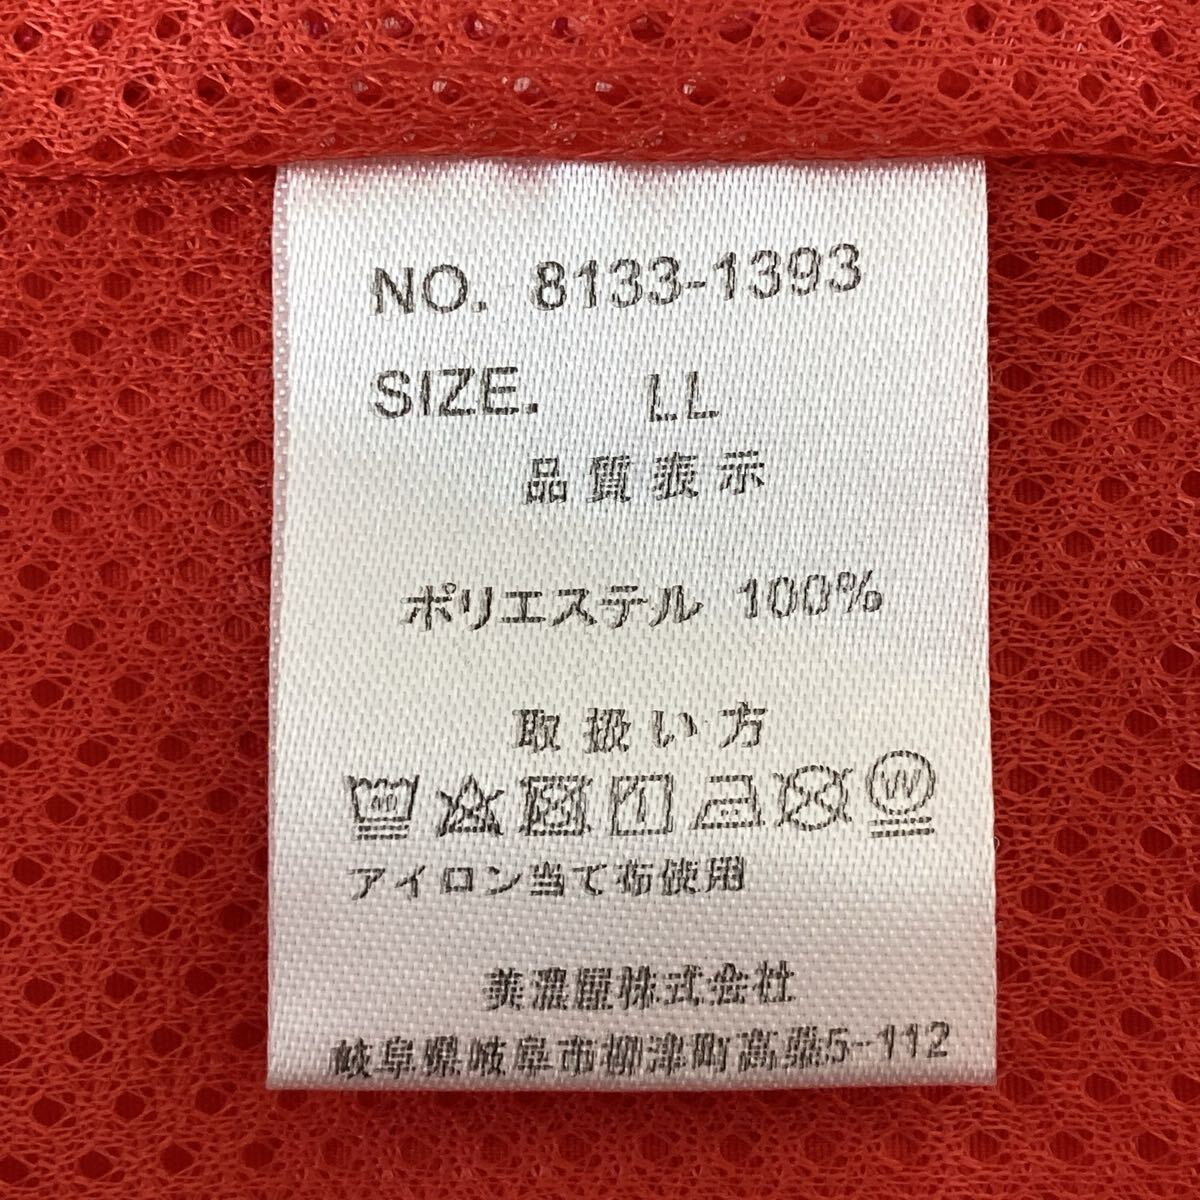 NO. 8133-1393
SIZE. LL
品質表示
ポリエステル 100%
取扱い方
アイロン当て布使用
美濃屋株式会社
岐阜県岐阜市柳津町高桑5-112